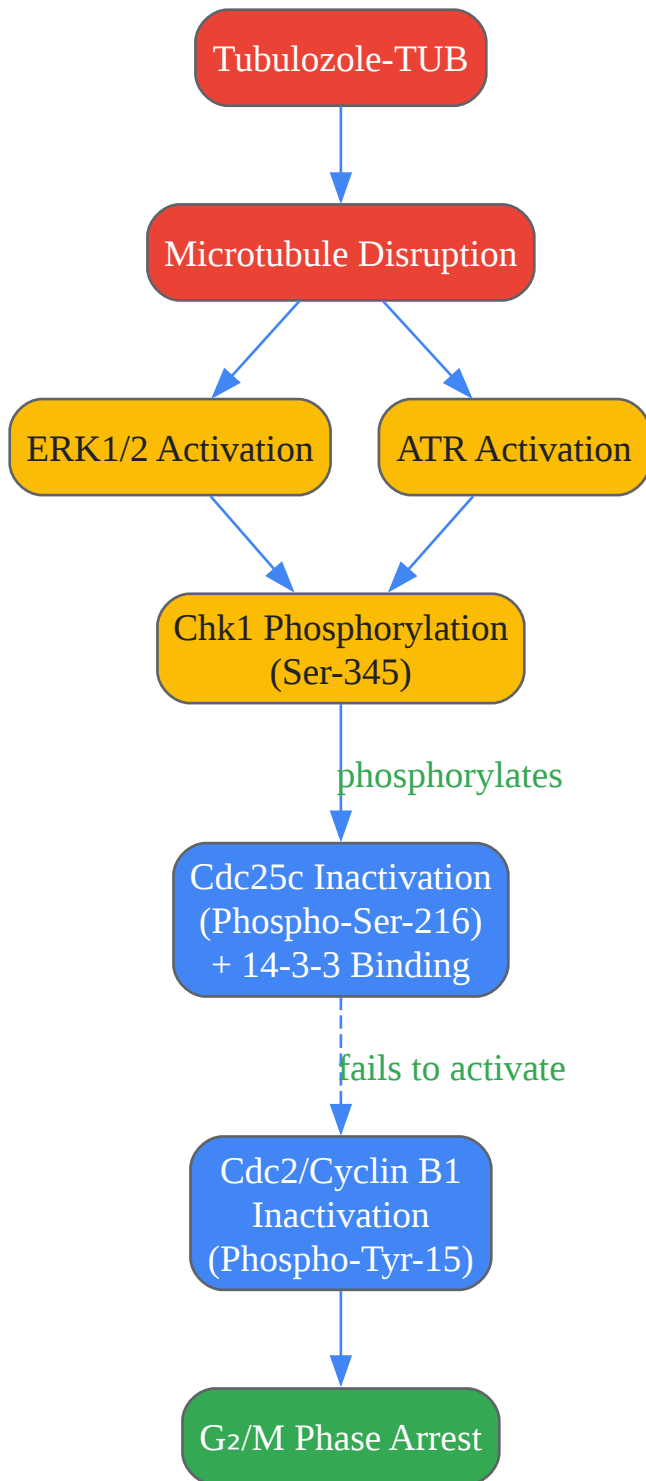 Tubulozole-TUB
Microtubule Disruption
ERK1/2 Activation
ATR Activation
Chk1 Phosphorylation
(Ser-345)
phosphorylates
Cdc25c Inactivation
(Phospho-Ser-216)
+ 14-3-3 Binding
fails to activate
Cdc2/Cyclin B1
Inactivation
(Phospho-Tyr-15)
G₂/M Phase Arrest